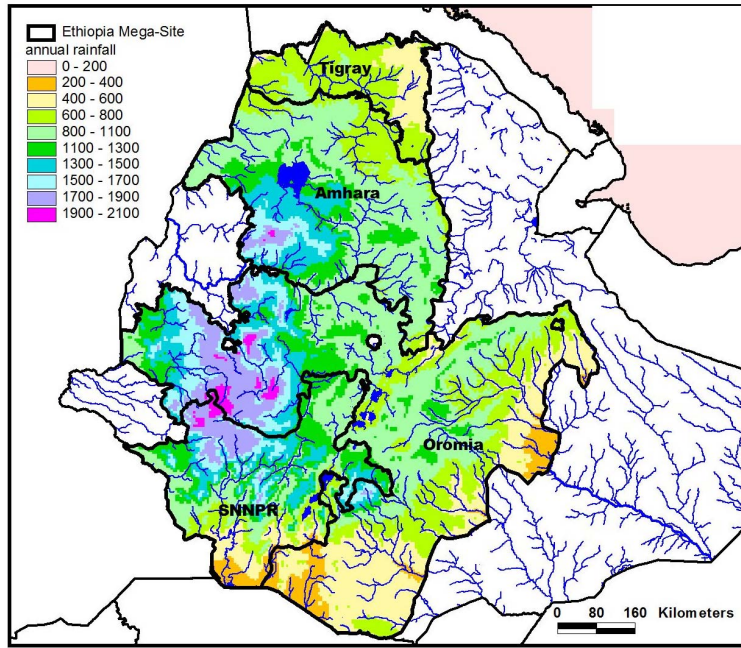 Ethiopia Mega-Site
annual rainfall
0 - 200
200 - 400
400 - 600
600 - 800
800 - 1100
1100 - 1300
1300 - 1500
1500 - 1700
1700 - 1900
1900 - 2100
Tigray
Amhara
Oromia
SNNPR
0 80 160 Kilometers